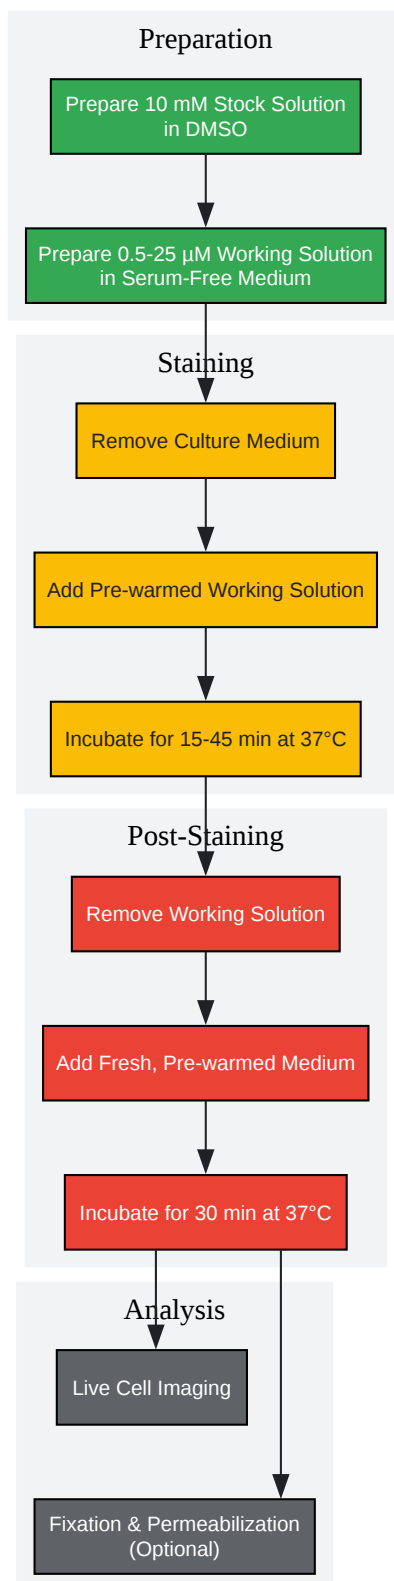 Preparation
Prepare 10 mM Stock Solution
in DMSO
Prepare 0.5-25 µM Working Solution
in Serum-Free Medium
Staining
Remove Culture Medium
Add Pre-warmed Working Solution
Incubate for 15-45 min at 37°C
Post-Staining
Remove Working Solution
Add Fresh, Pre-warmed Medium
Incubate for 30 min at 37°C
Analysis
Live Cell Imaging
Fixation & Permeabilization
(Optional)